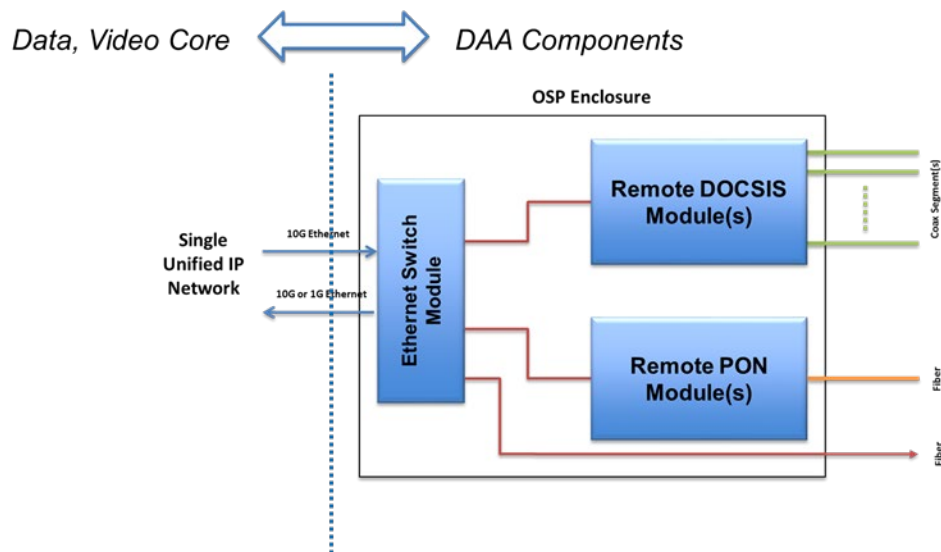 Data, Video Core
DAA Components
OSP Enclosure
Single
Unified IP
Network
10G Ethernet
10G or 1G Ethernet
Ethernet Switch
Module
Remote DOCSIS
Module(s)
Coax Segment(s)
Remote PON
Module(s)
Fiber
Fiber